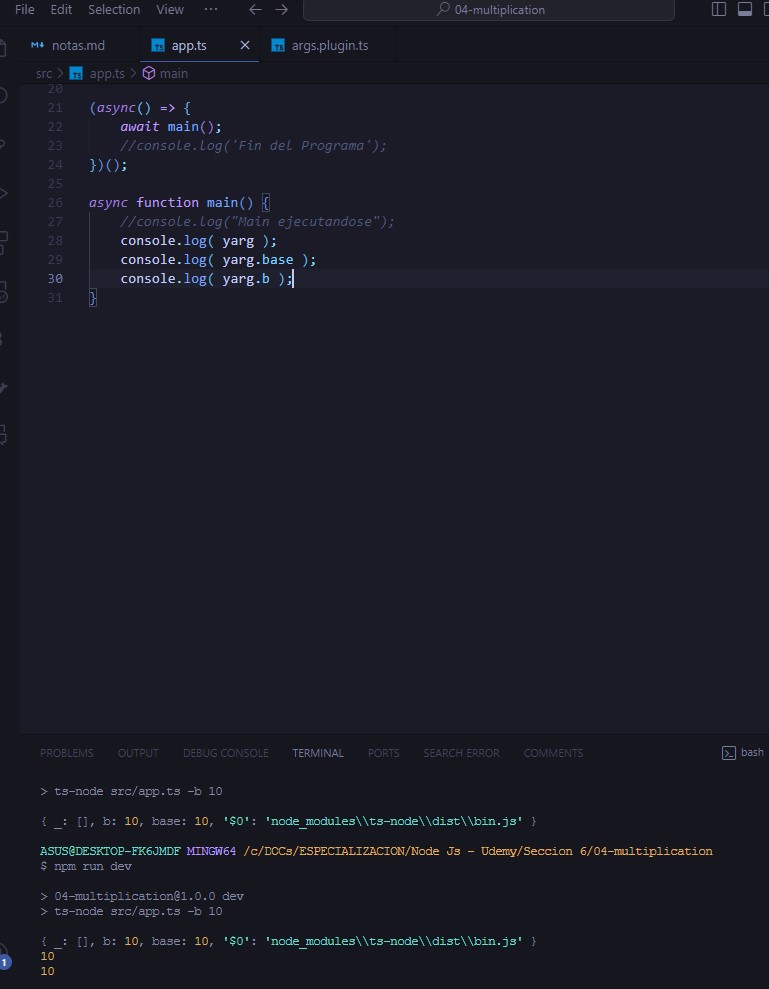 File Edit Selection View ··· ← → 04-multiplication
M↓ notas.md TS app.ts × TS args.plugin.ts
src > TS app.ts > main
20
21 (async() => {
22 await main();
23 //console.log('Fin del Programa');
24 })();
25
26 async function main() {
27 //console.log("Main ejecutandose");
28 console.log( yarg );
29 console.log( yarg.base );
30 console.log( yarg.b );
31 }
PROBLEMS OUTPUT DEBUG CONSOLE TERMINAL PORTS SEARCH ERROR COMMENTS bash
> ts-node src/app.ts -b 10
{ _: [], b: 10, base: 10, '$0': 'node_modules\\ts-node\\dist\\bin.js' }
ASUS@DESKTOP-FK6JMDF MINGW64 /c/DOCs/ESPECIALIZACION/Node Js - Udemy/Seccion 6/04-multiplication
$ npm run dev
> 04-multiplication@1.0.0 dev
> ts-node src/app.ts -b 10
{ _: [], b: 10, base: 10, '$0': 'node_modules\\ts-node\\dist\\bin.js' }
10
10
1